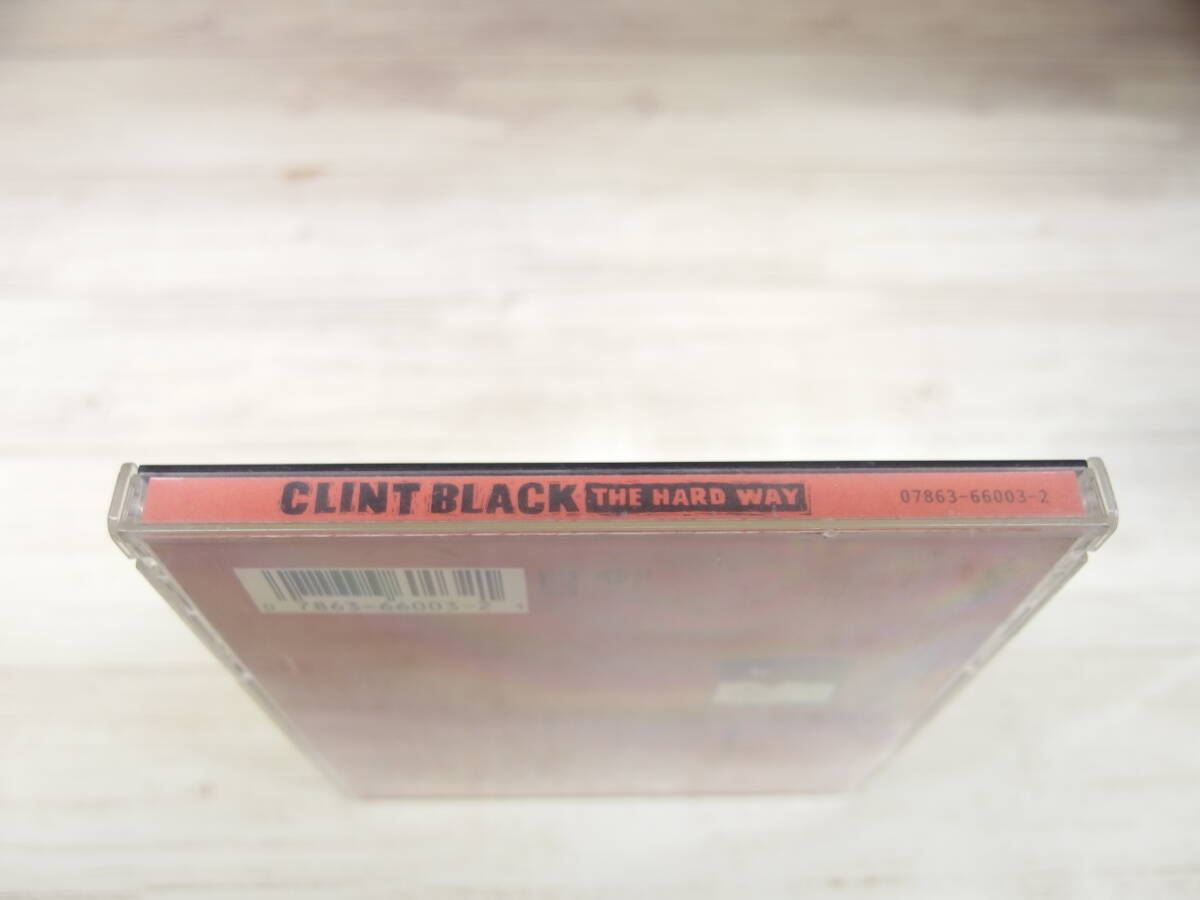 CLINT BLACK THE HARD WAY 07863-66003-2
0 7863-66003-2 1